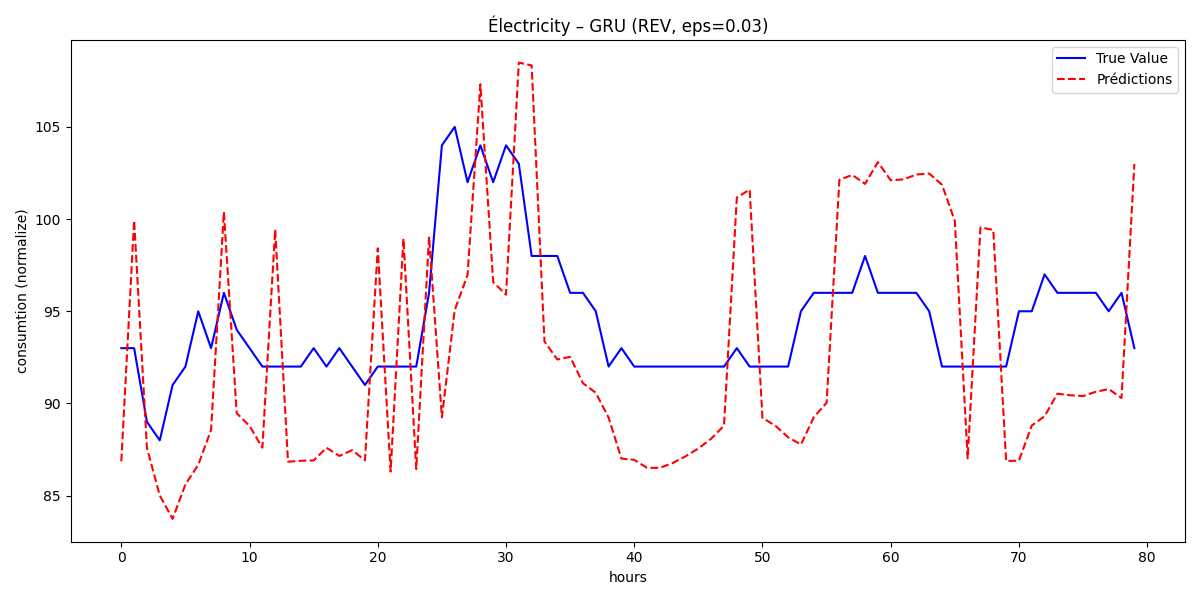 Électricity – GRU (REV, eps=0.03)
True Value
Prédictions
consumtion (normalize)
105
100
95
90
85
0 10 20 30 40 50 60 70 80
hours